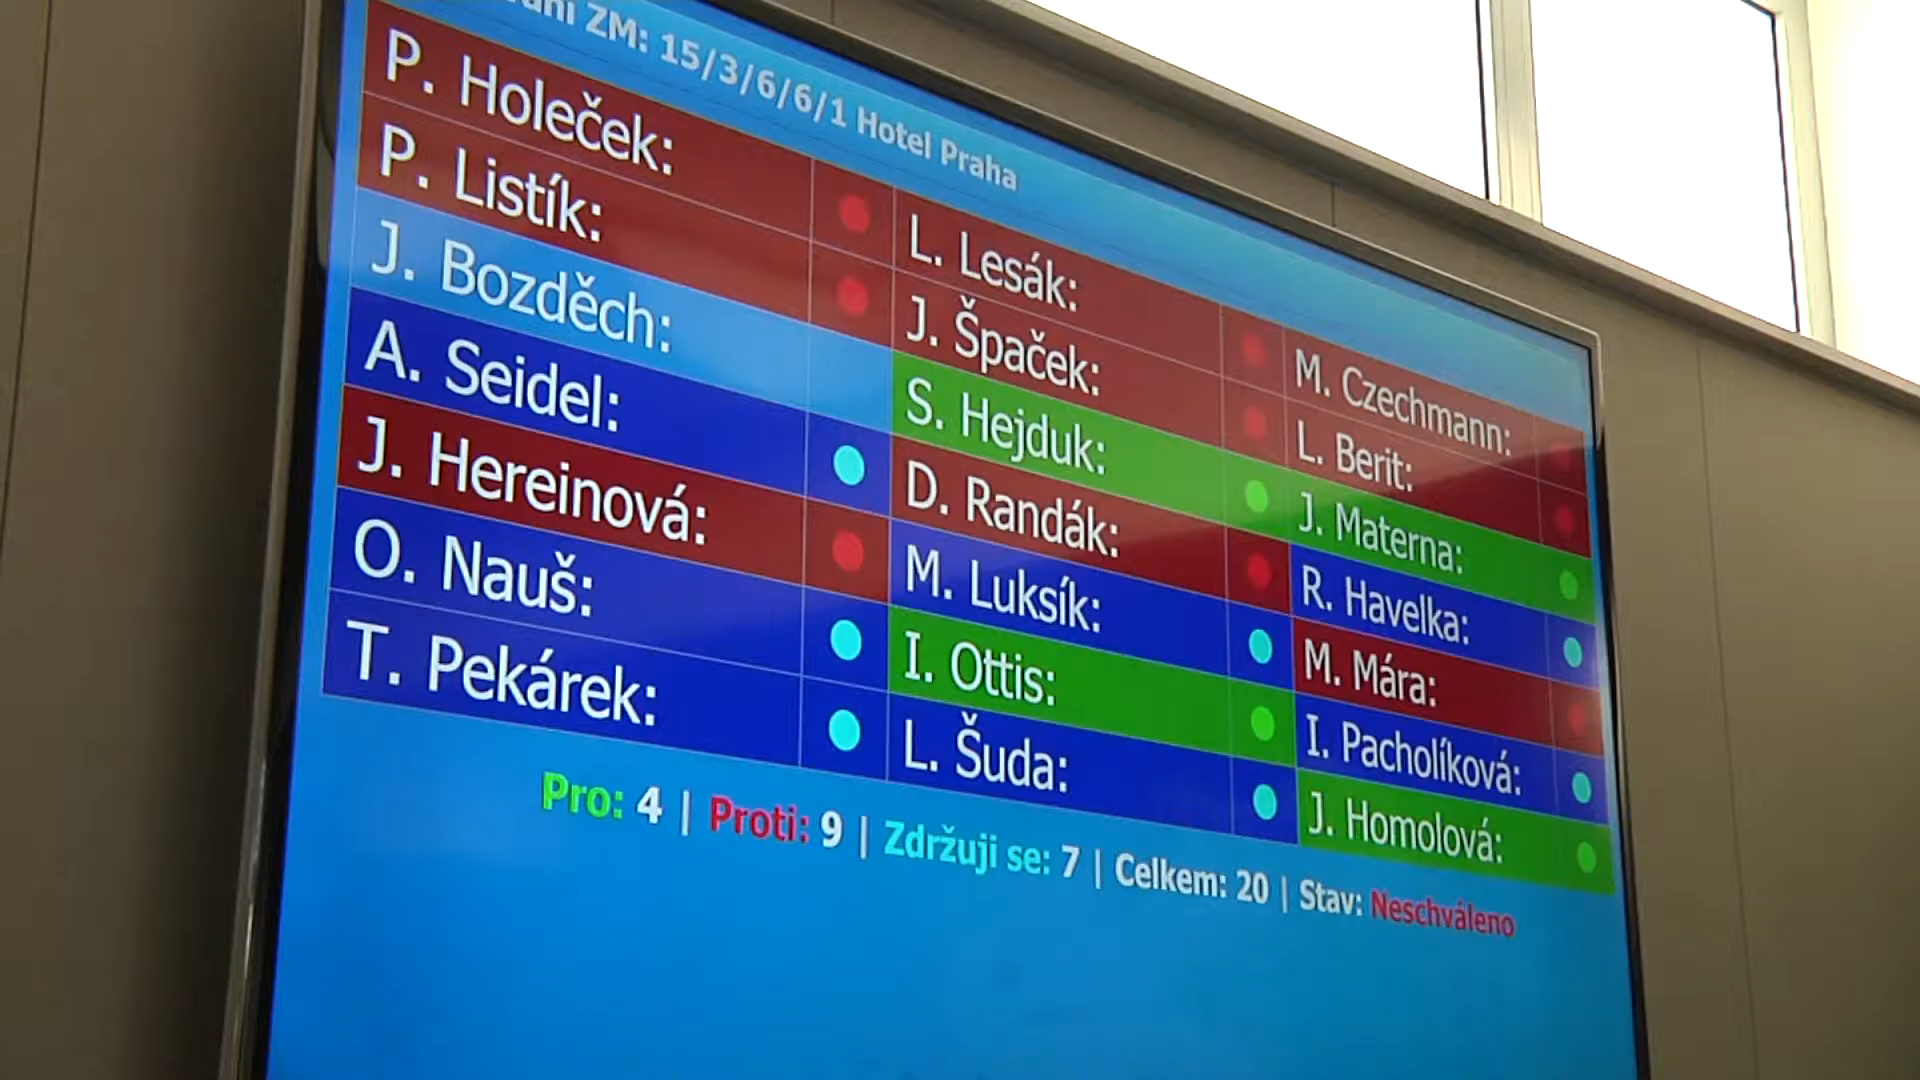 ZM: 15/3/6/6/1 Hotel Praha
P. Holeček:
P. Listík:
J. Bozděch:
A. Seidel:
J. Hereinová:
O. Nauš:
T. Pekárek:
L. Lesák:
J. Špaček:
S. Hejduk:
D. Randák:
M. Luksík:
I. Ottis:
L. Šuda:
M. Czechmann:
L. Berit:
J. Materna:
R. Havelka:
M. Mára:
I. Pacholíková:
J. Homolová:
Pro: 4 | Proti: 9 | Zdržuji se: 7 | Celkem: 20 | Stav: Neschváleno